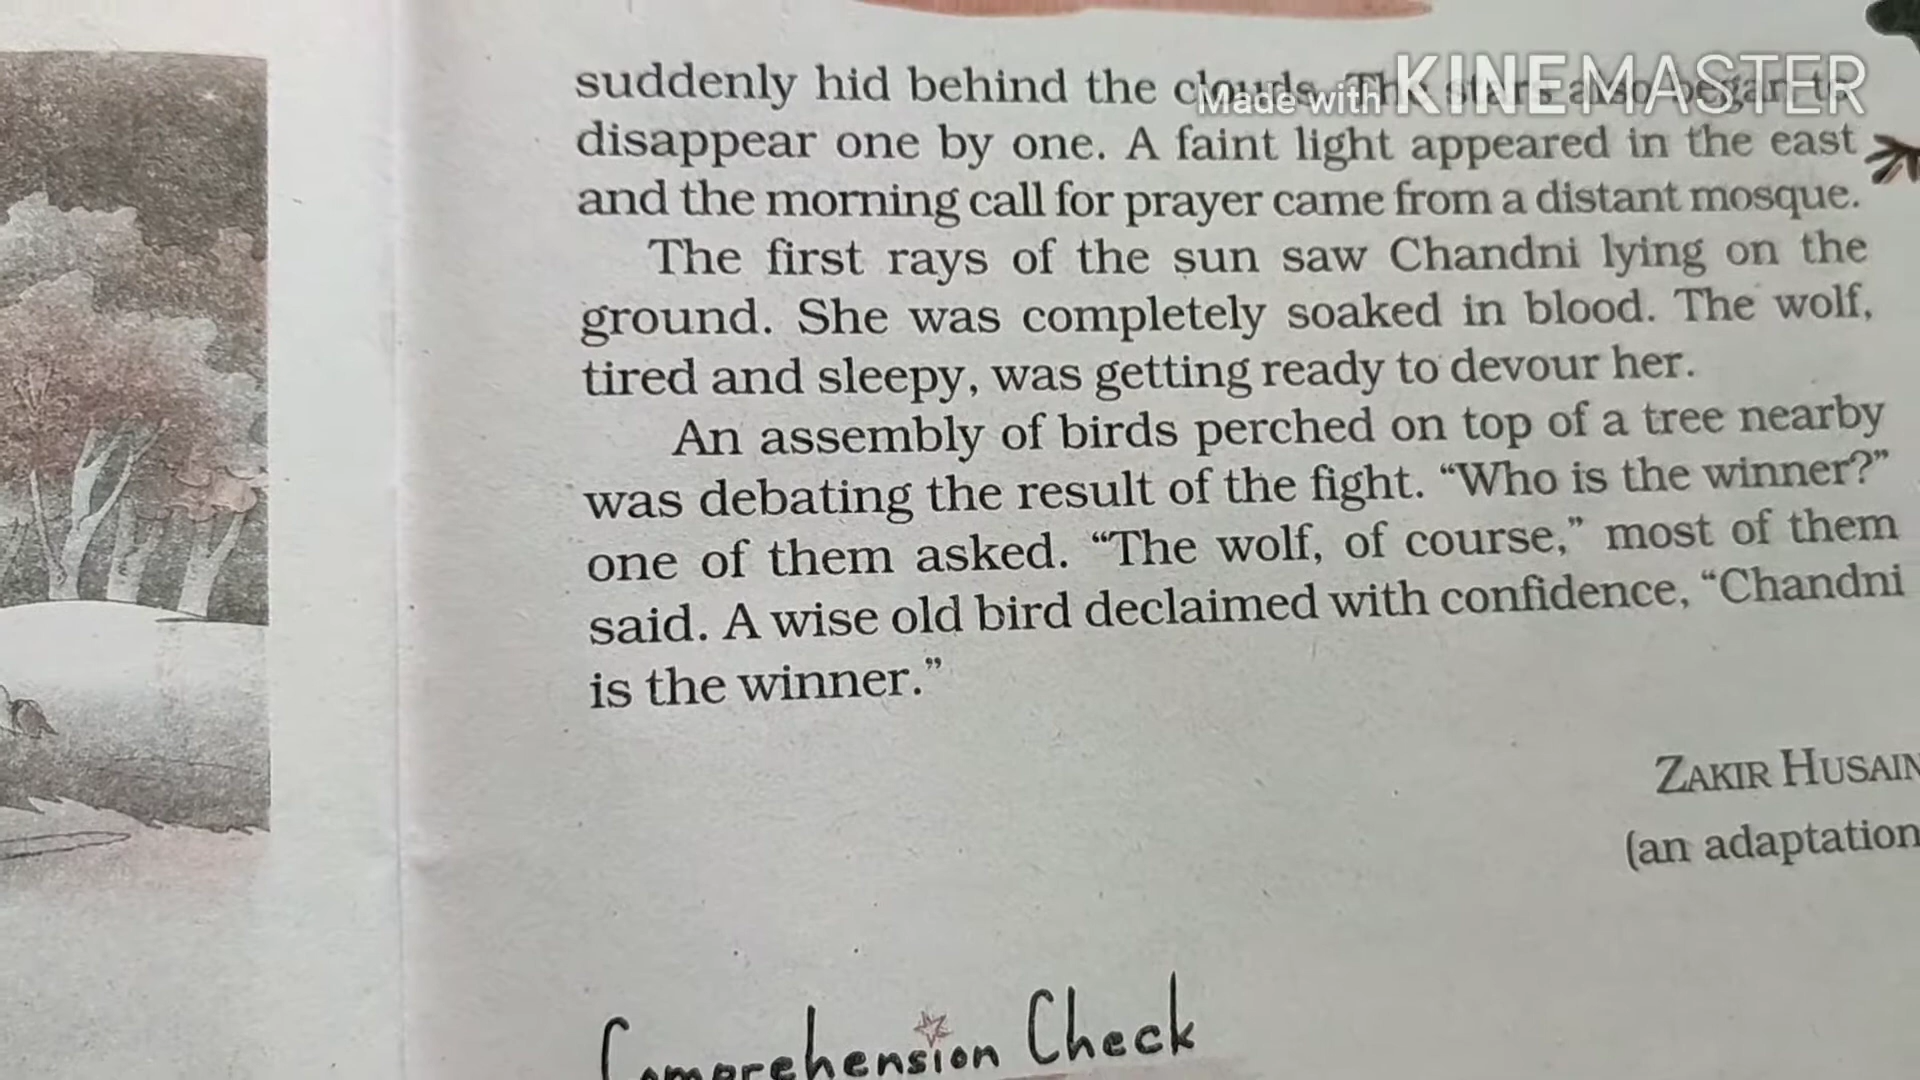 suddenly hid behind the clouds. The stars also began to
Made with KINEMASTER
disappear one by one. A faint light appeared in the east
and the morning call for prayer came from a distant mosque.
The first rays of the sun saw Chandni lying on the
ground. She was completely soaked in blood. The wolf,
tired and sleepy, was getting ready to devour her.
An assembly of birds perched on top of a tree nearby
was debating the result of the fight. “Who is the winner?”
one of them asked. “The wolf, of course,” most of them
said. A wise old bird declaimed with confidence, “Chandni
is the winner.”
ZAKIR HUSAIN
(an adaptation
Comprehension Check